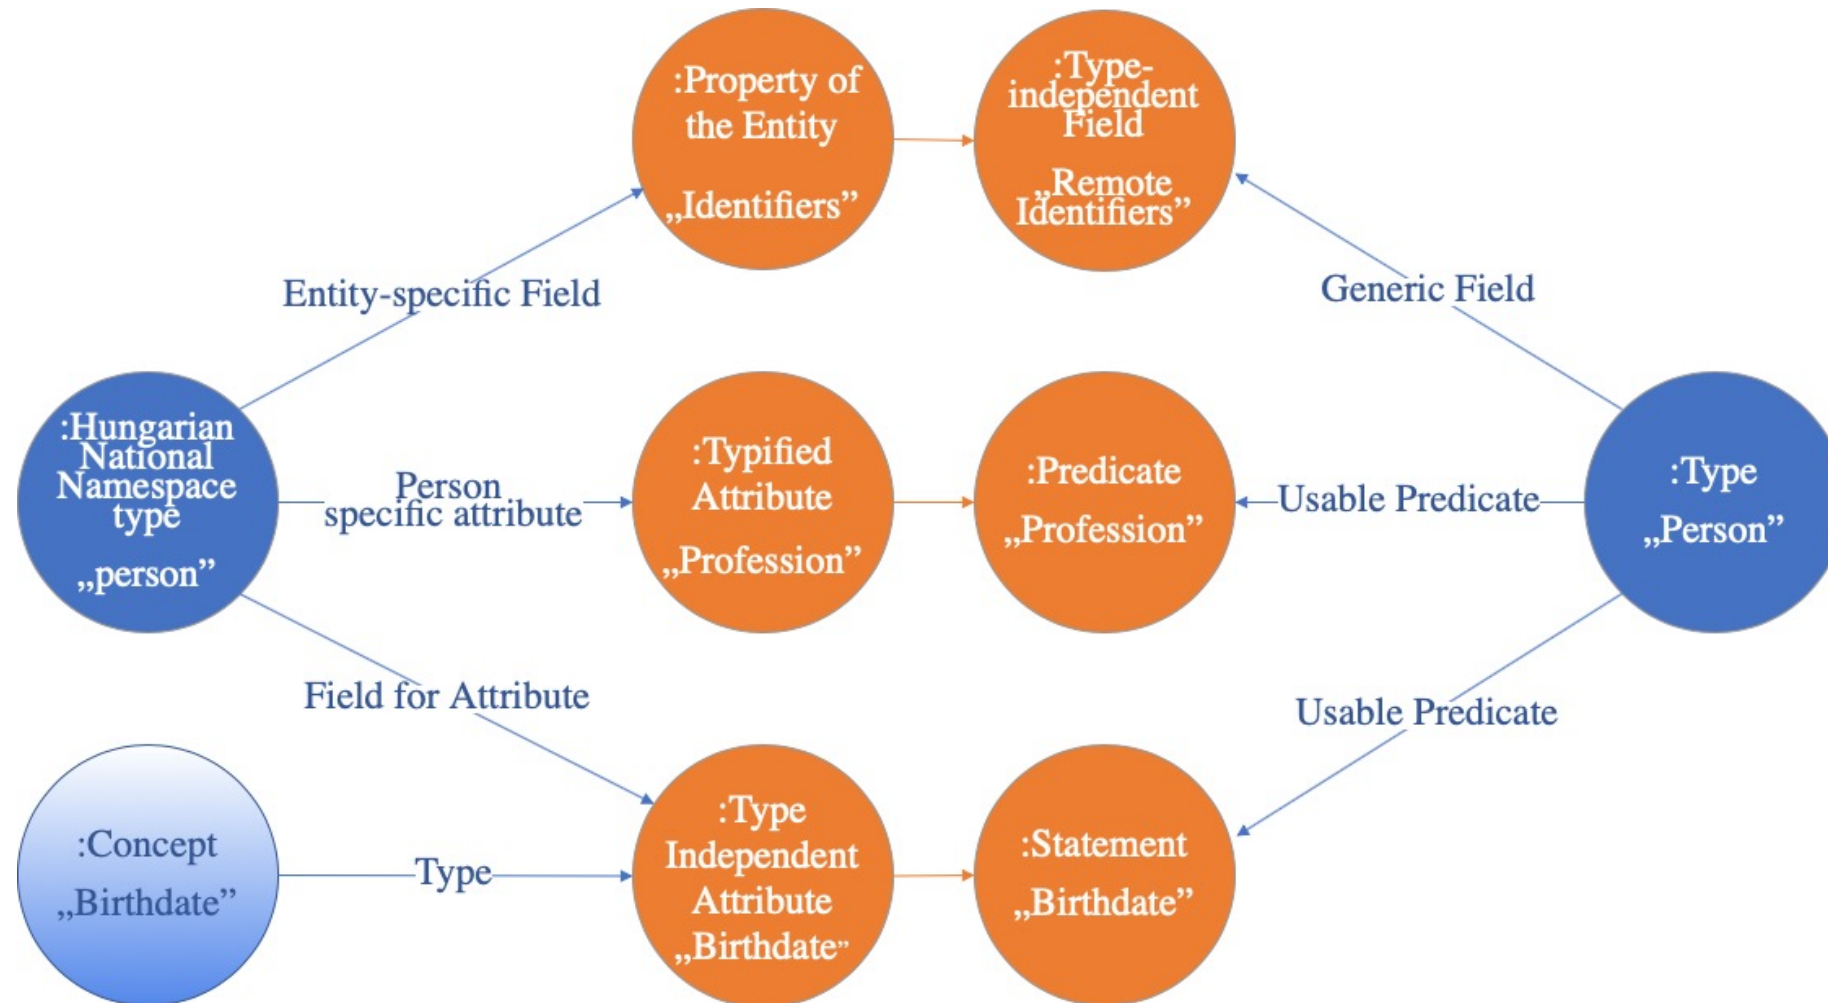 :Property of
the Entity
„Identifiers”
:Type-
independent
Field
„Remote
Identifiers”
Entity-specific Field
Generic Field
:Hungarian
National
Namespace
type
„person”
Person
specific attribute
:Typified
Attribute
„Profession”
:Predicate
„Profession”
Usable Predicate
:Type
„Person”
Field for Attribute
Usable Predicate
:Concept
„Birthdate”
Type
:Type
Independent
Attribute
„Birthdate”
:Statement
„Birthdate”